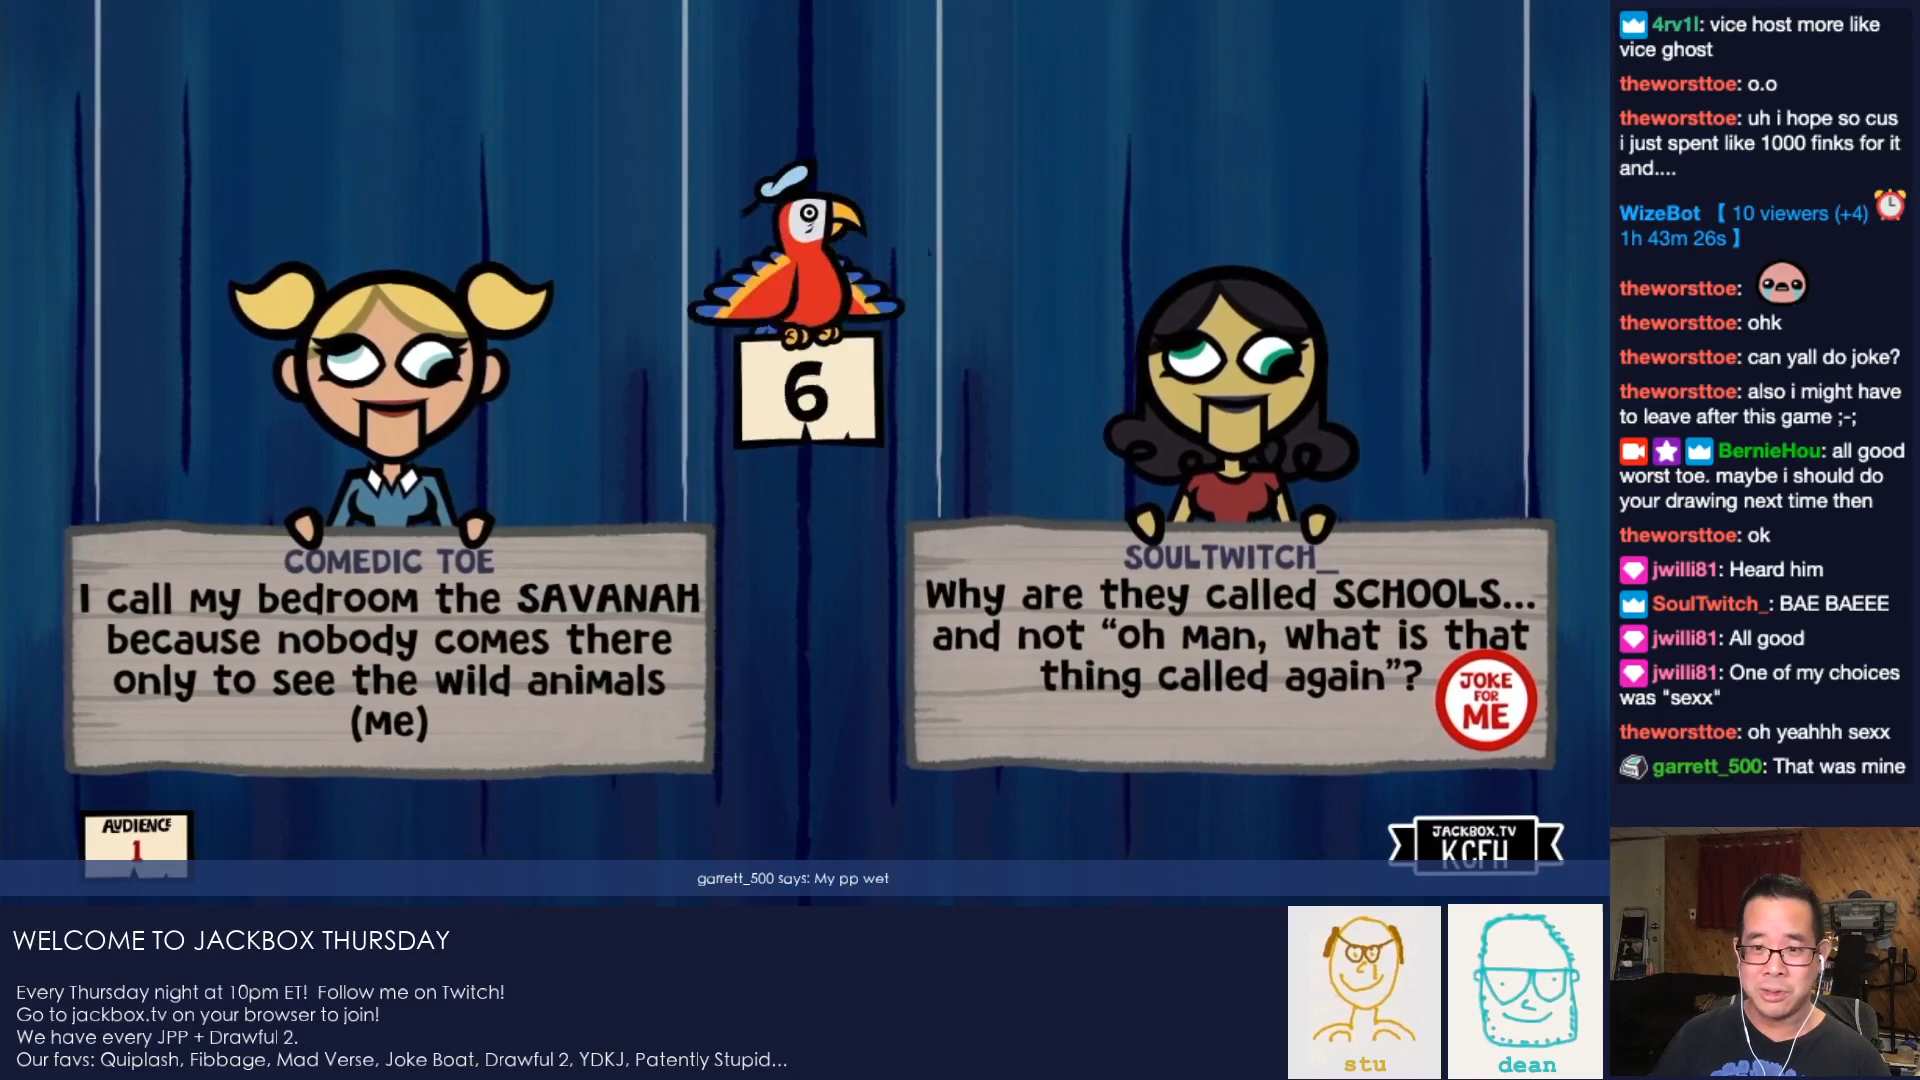 COMEDIC TOE
I call my bedroom the SAVANAH
because nobody comes there
only to see the wild animals
(me)
6
SOULTWITCH_
Why are they called SCHOOLS...
and not “oh man, what is that
thing called again”?
JOKE
FOR
ME
AUDIENCE
1
JACKBOX.TV
KCFH
garrett_500 says: My pp wet
WELCOME TO JACKBOX THURSDAY
Every Thursday night at 10pm ET! Follow me on Twitch!
Go to jackbox.tv on your browser to join!
We have every JPP + Drawful 2.
Our favs: Quiplash, Fibbage, Mad Verse, Joke Boat, Drawful 2, YDKJ, Patently Stupid...
stu
dean
4rv1l: vice host more like
vice ghost
theworsttoe: o.o
theworsttoe: uh i hope so cus
i just spent like 1000 finks for it
and....
WizeBot 【 10 viewers (+4)
1h 43m 26s 】
theworsttoe:
theworsttoe: ohk
theworsttoe: can yall do joke?
theworsttoe: also i might have
to leave after this game ;-;
BernieHou: all good
worst toe. maybe i should do
your drawing next time then
theworsttoe: ok
jwilli81: Heard him
SoulTwitch_: BAE BAEEE
jwilli81: All good
jwilli81: One of my choices
was "sexx"
theworsttoe: oh yeahhh sexx
garrett_500: That was mine